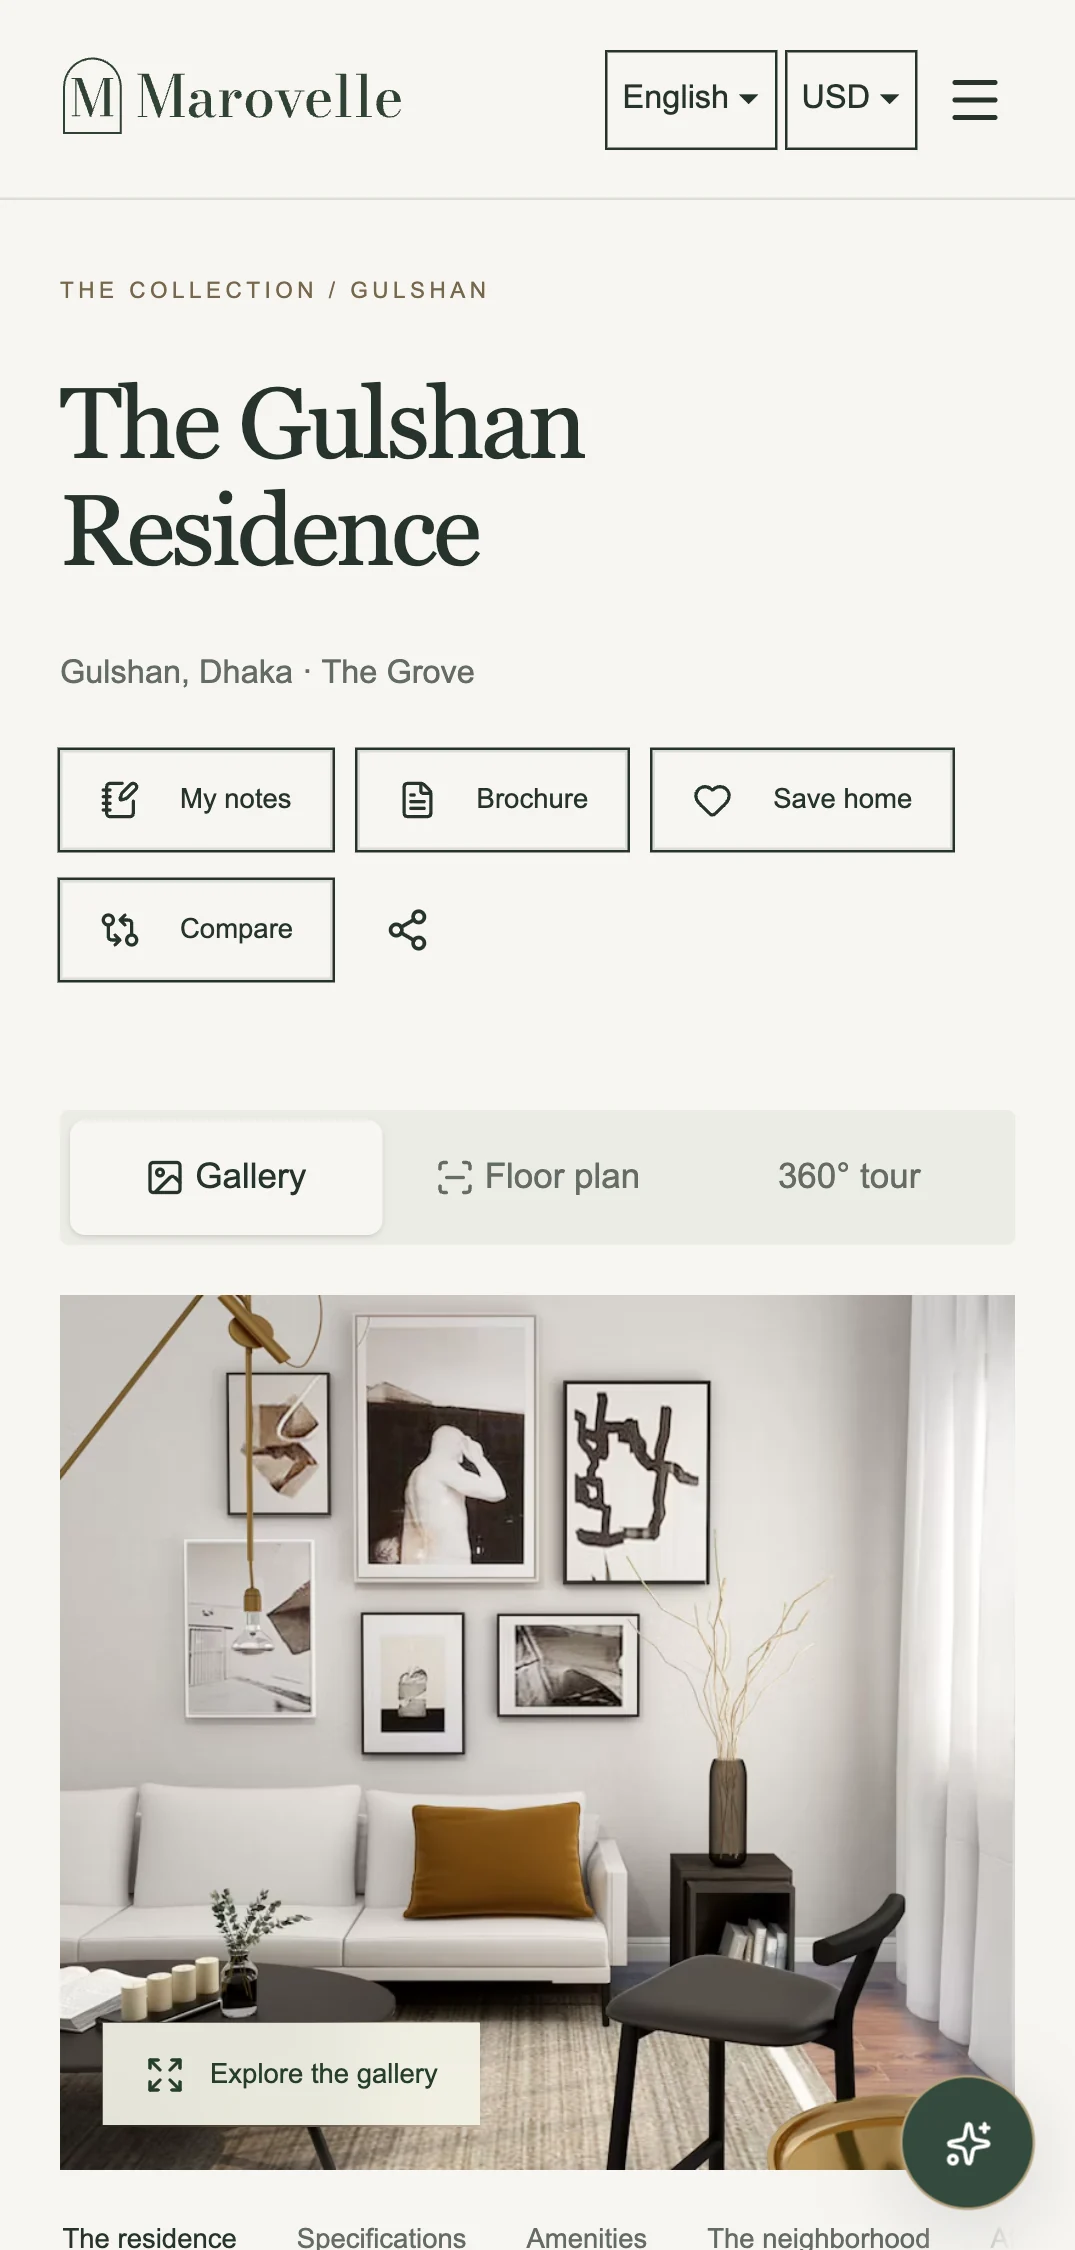 M Marovelle
English
USD
THE COLLECTION / GULSHAN
The Gulshan
Residence
Gulshan, Dhaka · The Grove
My notes
Brochure
Save home
Compare
Gallery
Floor plan
360° tour
Explore the gallery
The residence
Specifications
Amenities
The neighborhood